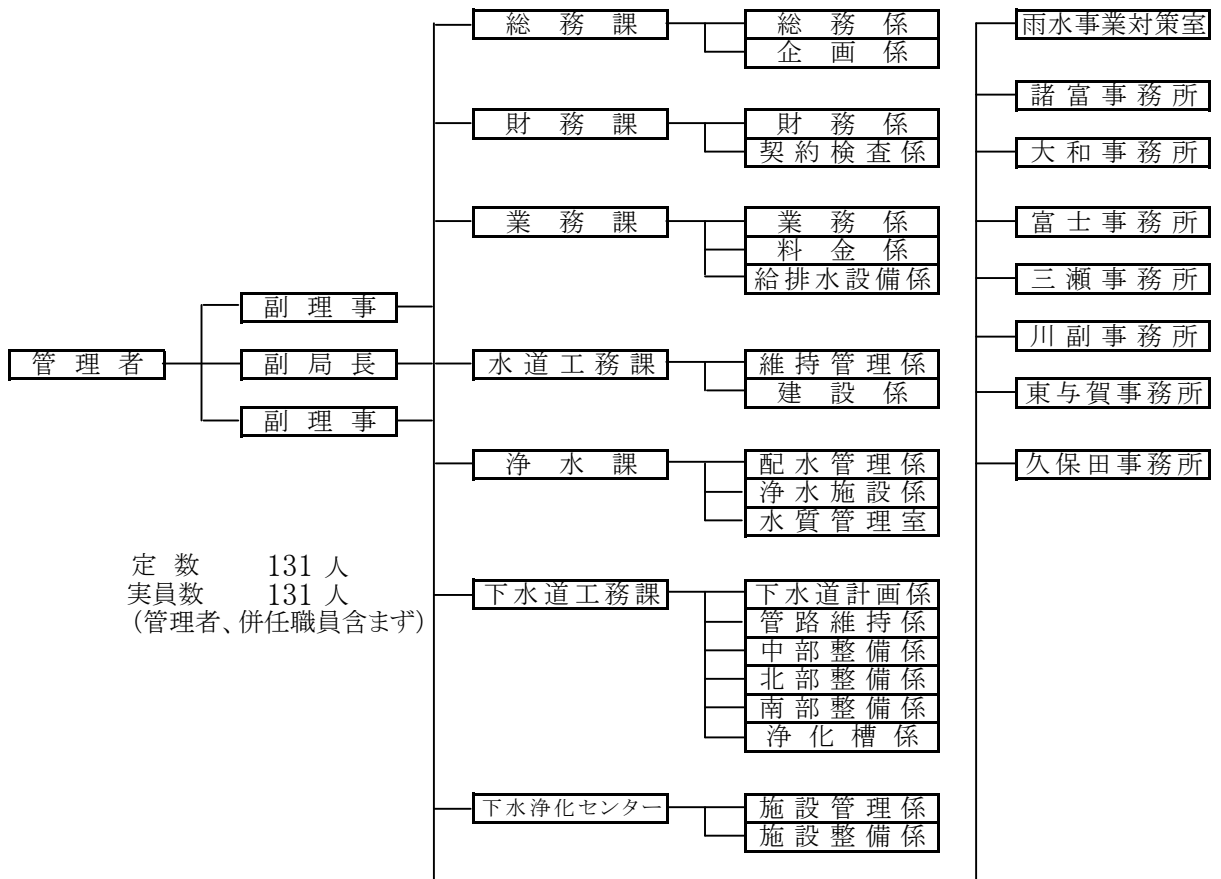 管理者
副理事
副局長
副理事
総務課
総務係
企画係
財務課
財務係
契約検査係
業務課
業務係
料金係
給排水設備係
水道工務課
維持管理係
建設係
浄水課
配水管理係
浄水施設係
水質管理室
下水道工務課
下水道計画係
管路維持係
中部整備係
北部整備係
南部整備係
浄化槽係
下水浄化センター
施設管理係
施設整備係
雨水事業対策室
諸富事務所
大和事務所
富士事務所
三瀬事務所
川副事務所
東与賀事務所
久保田事務所
定数 131 人
実員数 131 人
(管理者、併任職員含まず)